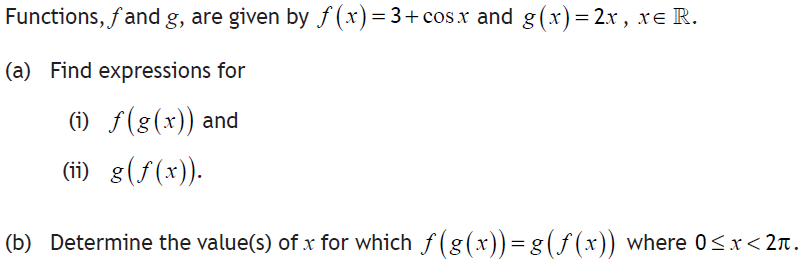 Functions, f and g, are given by f(x)=3+cosx and g(x)=2x, x∈ℝ.
(a) Find expressions for
(i) f(g(x)) and
(ii) g(f(x)).
(b) Determine the value(s) of x for which f(g(x))=g(f(x)) where 0≤x<2π.